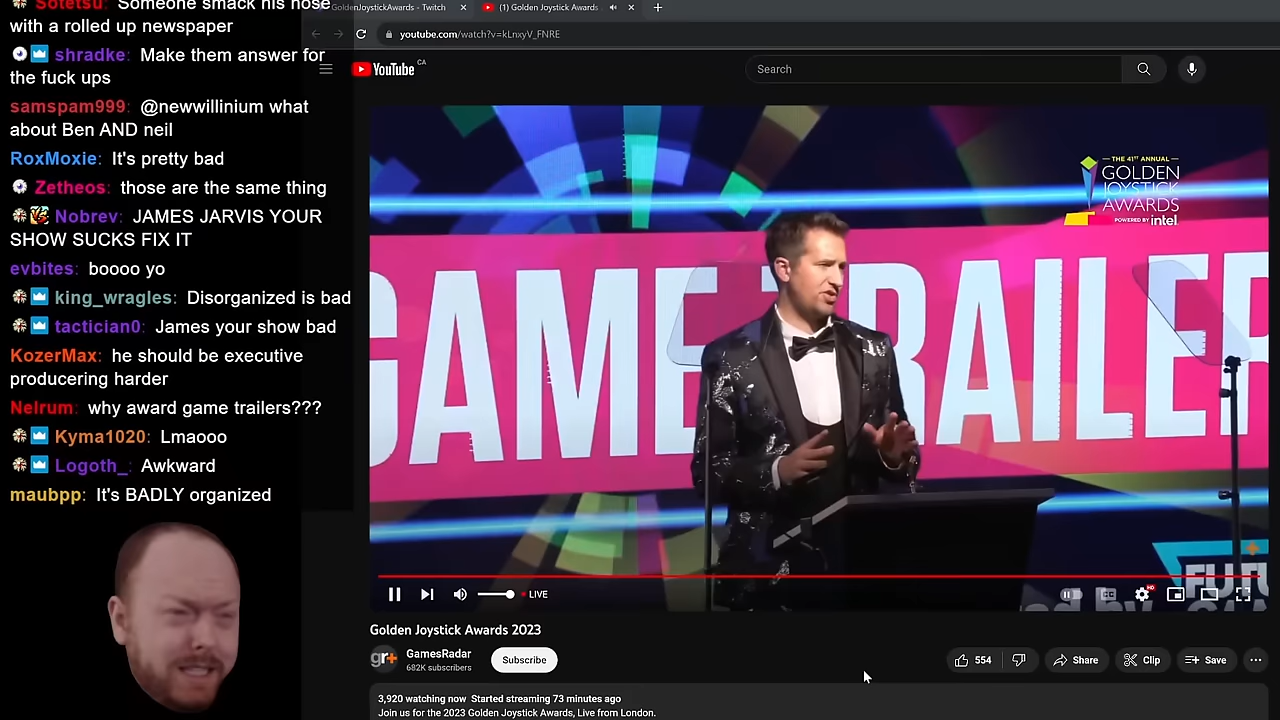 Sotetsu: Someone smack his nose
with a rolled up newspaper
shradke: Make them answer for
the fuck ups
samspam999: @newwillinium what
about Ben AND neil
RoxMoxie: It's pretty bad
Zetheos: those are the same thing
Nobrev: JAMES JARVIS YOUR
SHOW SUCKS FIX IT
evbites: boooo yo
king_wragles: Disorganized is bad
tactician0: James your show bad
KozerMax: he should be executive
producering harder
Nelrum: why award game trailers???
Kyma1020: Lmaooo
Logoth_: Awkward
maubpp: It's BADLY organized
GoldenJoystickAwards - Twitch
(1) Golden Joystick Awards
youtube.com/watch?v=kLnxyV_FNRE
YouTube CA
Search
THE 41ST ANNUAL
GOLDEN
JOYSTICK
AWARDS
POWERED BY intel
GAME TRAILER
LIVE
CC
HD
Golden Joystick Awards 2023
gr+
GamesRadar
682K subscribers
Subscribe
554
Share
Clip
Save
3,920 watching now Started streaming 73 minutes ago
Join us for the 2023 Golden Joystick Awards, Live from London.